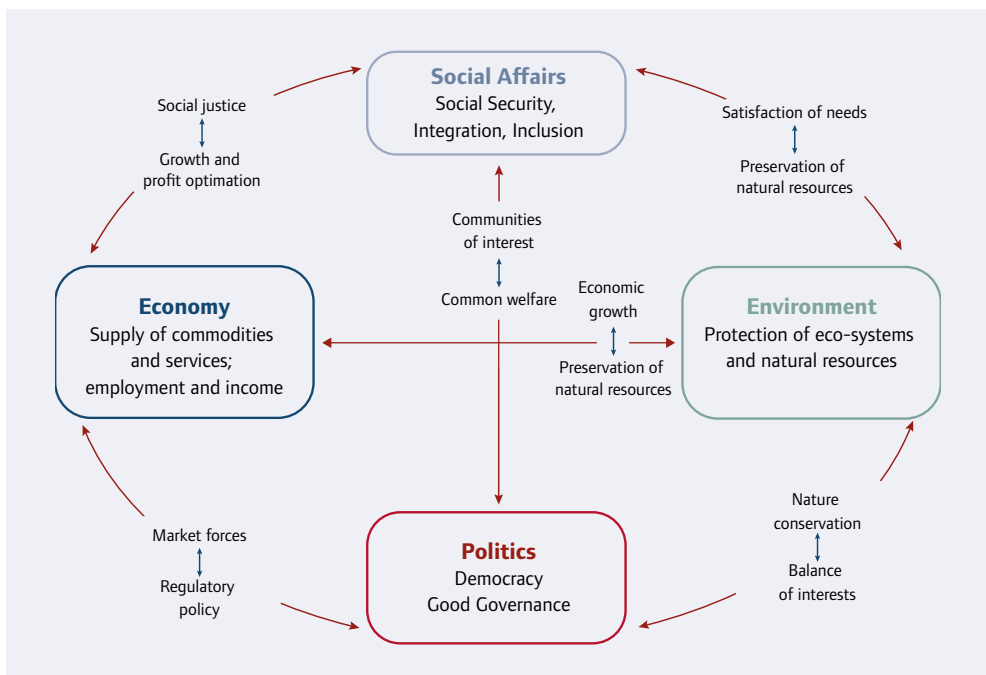 Social Affairs
Social Security,
Integration, Inclusion
Social justice
Growth and
profit optimation
Satisfaction of needs
Preservation of
natural resources
Communities
of interest
Common welfare
Economy
Supply of commodities
and services;
employment and income
Economic
growth
Preservation of
natural resources
Environment
Protection of eco-systems
and natural resources
Market forces
Regulatory
policy
Politics
Democracy
Good Governance
Nature
conservation
Balance
of interests